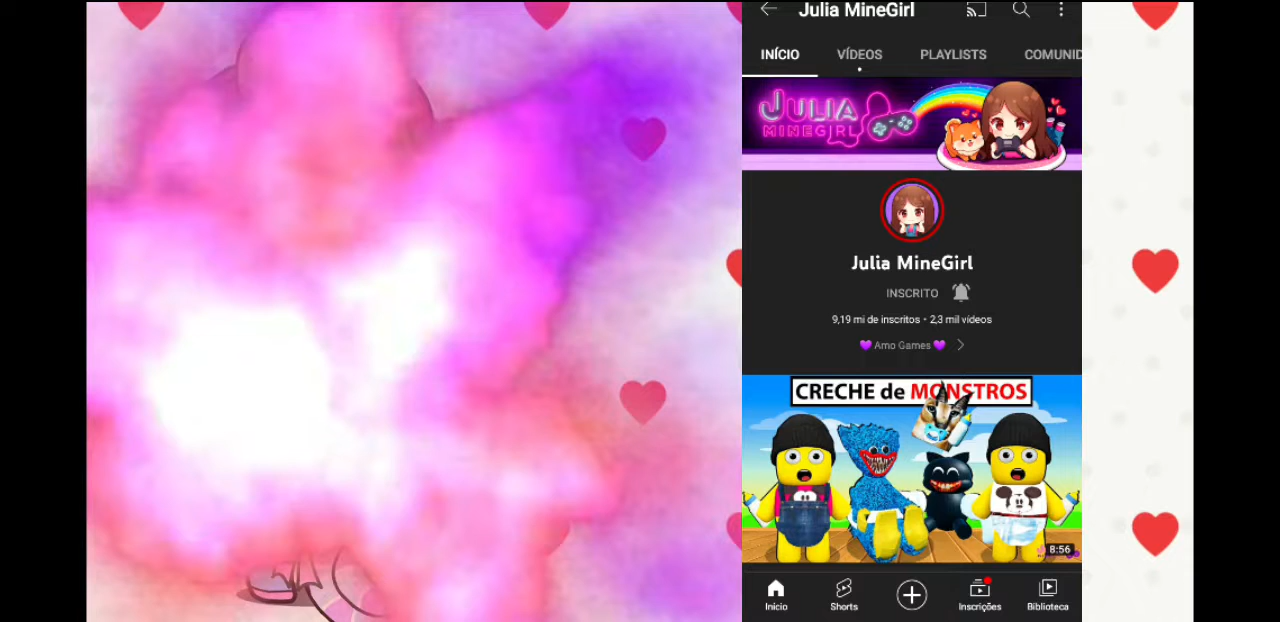 Julia MineGirl
INÍCIO VÍDEOS PLAYLISTS COMUNID
JULIA
MINEGIRL
Julia MineGirl
INSCRITO
9,19 mi de inscritos • 2,3 mil vídeos
💜 Amo Games 💜
CRECHE de MONSTROS
8:56
Início Shorts Inscrições Biblioteca